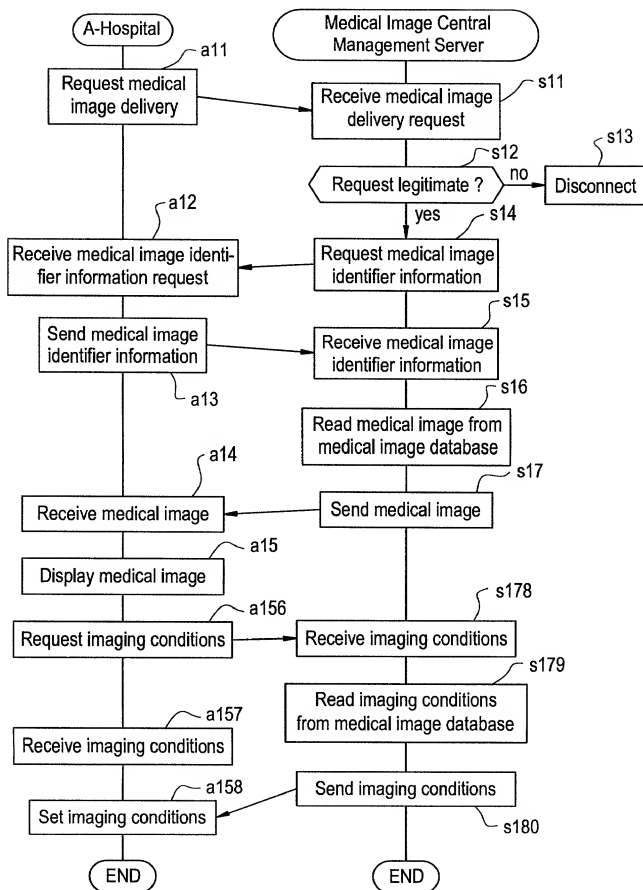 A-Hospital
Medical Image Central
Management Server
a11
Request medical
image delivery
s11
Receive medical image
delivery request
s12
Request legitimate ?
no
s13
Disconnect
yes
a12
Receive medical image identi-
fier information request
s14
Request medical image
identifier information
s15
Send medical image
identifier information
a13
Receive medical image
identifier information
s16
Read medical image from
medical image database
a14
Receive medical image
s17
Send medical image
a15
Display medical image
a156
Request imaging conditions
s178
Receive imaging conditions
s179
Read imaging conditions
from medical image database
a157
Receive imaging conditions
a158
Set imaging conditions
Send imaging conditions
s180
END
END